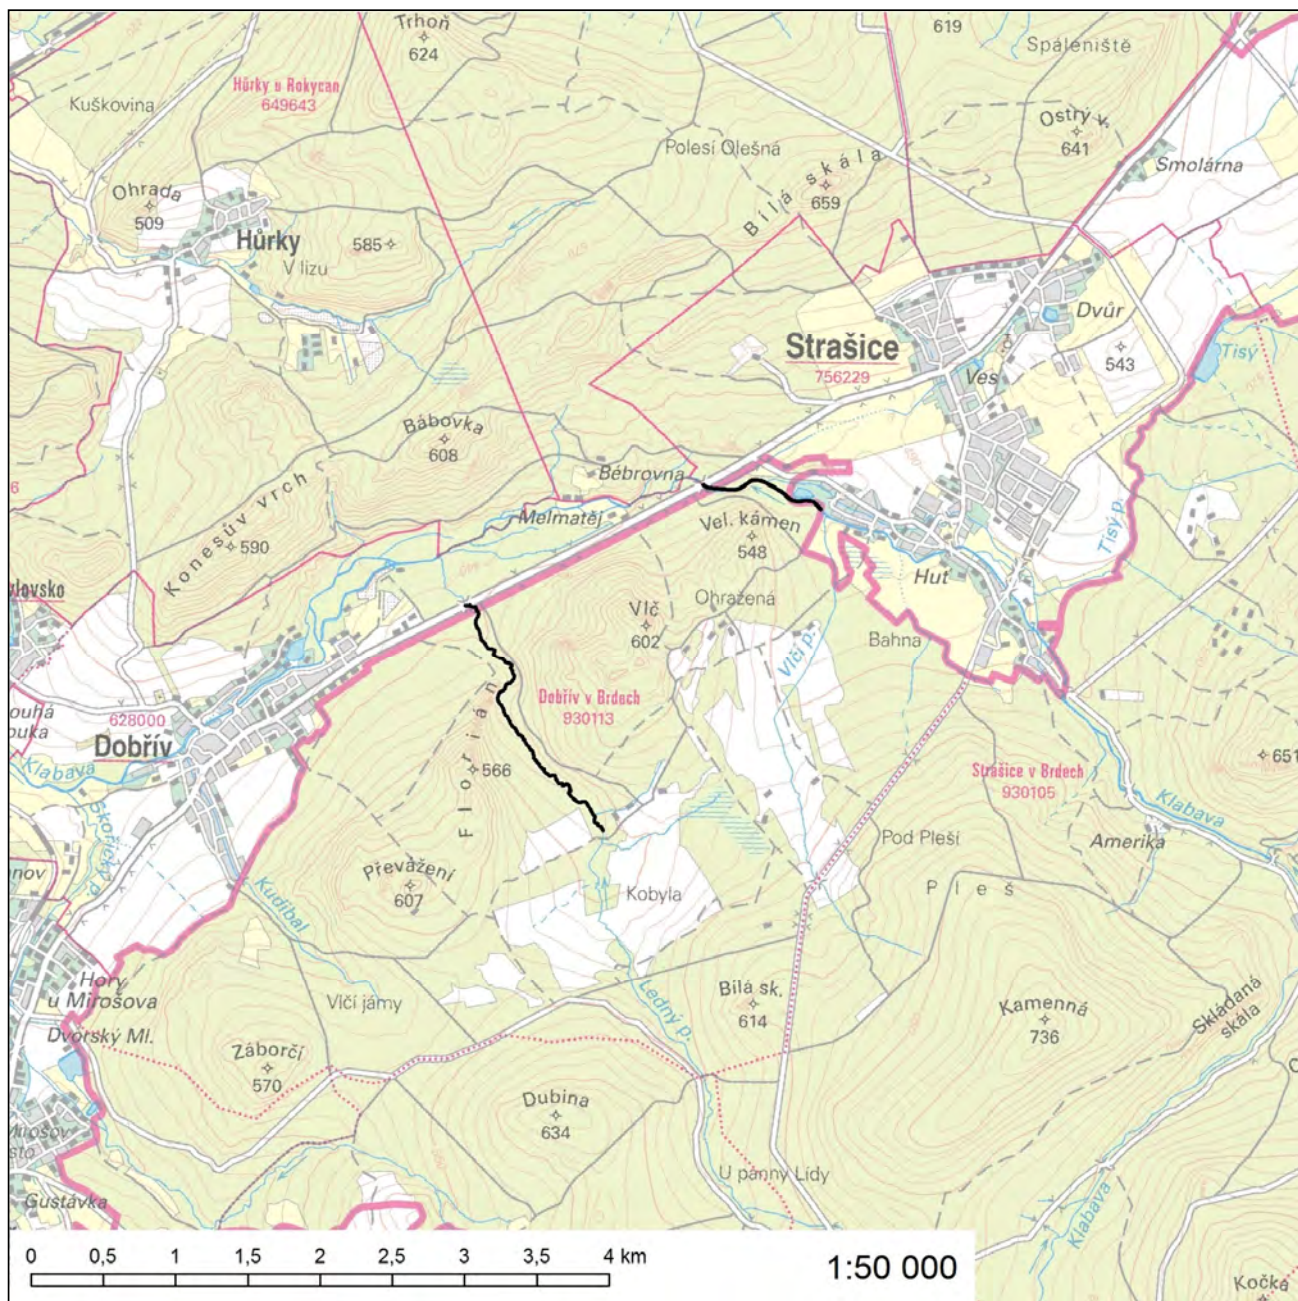 Trhoň
624
619
Spáleniště
Hůrky u Rokycan
649643
Kuškovina
Ostrý v.
641
Polesí Olešná
Smolárna
Bílá skála
659
Ohrada
509
Hůrky
585
V lizu
Dvůr
Strašice
756229
543
Tisý
Ves
Bábovka
608
Bébrovna
Konesův vrch
590
Melmatěj
Vel. kámen
548
Tisý p.
Hut
Ohražená
Vlč
602
Bahna
Vlčí p.
Dobřív v Brdech
930113
628000
Dobřív
Klabava
Florián
566
651
Strašice v Brdech
930105
Klabava
Skořický p.
Pod Pleší
Amerika
Převážení
607
Kobyla
Pleš
Kudibal
Hory
u Mirošova
Vlčí jámy
Ledný p.
Bílá sk.
614
Kamenná
736
Skládaná
skála
Dvorský Ml.
Záborčí
570
Dubina
634
U panny Lídy
Klabava
Gustávka
0 0,5 1 1,5 2 2,5 3 3,5 4 km
1:50 000
Kočka